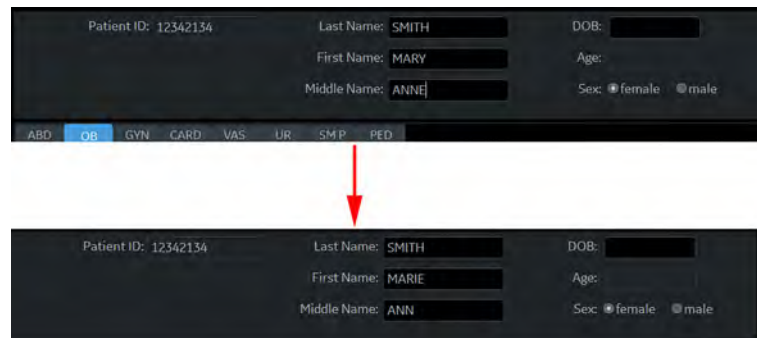 Patient ID: 12342134 Last Name: SMITH DOB:
First Name: MARY Age:
Middle Name: ANNE Sex: female male
ABD OB GYN CARD VAS UR SMP PED
Patient ID: 12342134 Last Name: SMITH DOB:
First Name: MARIE Age:
Middle Name: ANN Sex: female male